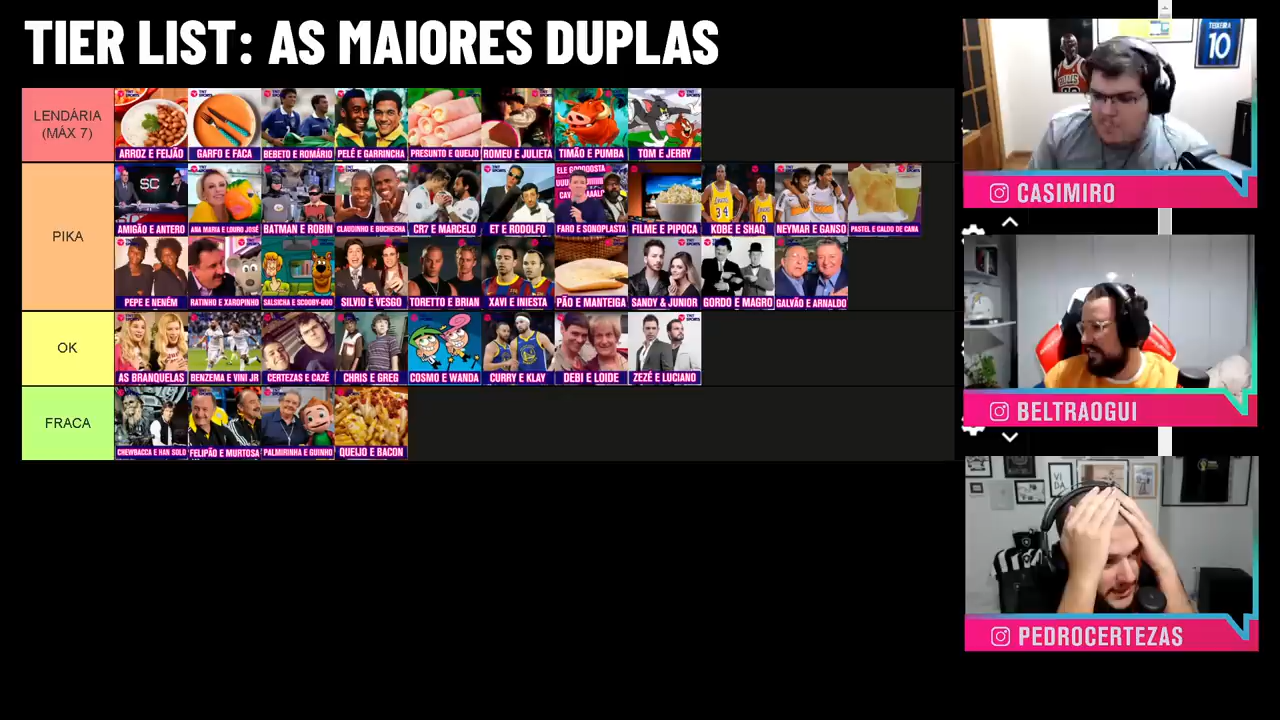 TIER LIST: AS MAIORES DUPLAS
LENDÁRIA
(MÁX 7)
ARROZ E FEIJÃO
GARFO E FACA
BEBETO E ROMÁRIO
PELÉ E GARRINCHA
PRESUNTO E QUEIJO
ROMEU E JULIETA
TIMÃO E PUMBA
TOM E JERRY
PIKA
AMIGÃO E ANTERO
ANA MARIA E LOURO JOSÉ
BATMAN E ROBIN
CLAUDINHO E BUCHECHA
CR7 E MARCELO
ET E RODOLFO
FARO E SONOPLASTA
FILME E PIPOCA
KOBE E SHAQ
NEYMAR E GANSO
PASTEL E CALDO DE CANA
PEPE E NENÉM
RATINHO E XAROPINHO
SALSICHA E SCOOBY-DOO
SILVIO E VESGO
TORETTO E BRIAN
XAVI E INIESTA
PÃO E MANTEIGA
SANDY & JUNIOR
GORDO E MAGRO
GALVÃO E ARNALDO
OK
AS BRANQUELAS
BENZEMA E VINI JR
CERTEZAS E CAZÉ
CHRIS E GREG
COSMO E WANDA
CURRY E KLAY
DEBI E LOIDE
ZEZÉ E LUCIANO
FRACA
CHEWBACCA E HAN SOLO
FELIPÃO E MURTOSA
PALMIRINHA E GUINHO
QUEIJO E BACON
TEIXEIRA
10
CASIMIRO
BELTRAOGUI
PEDROCERTEZAS